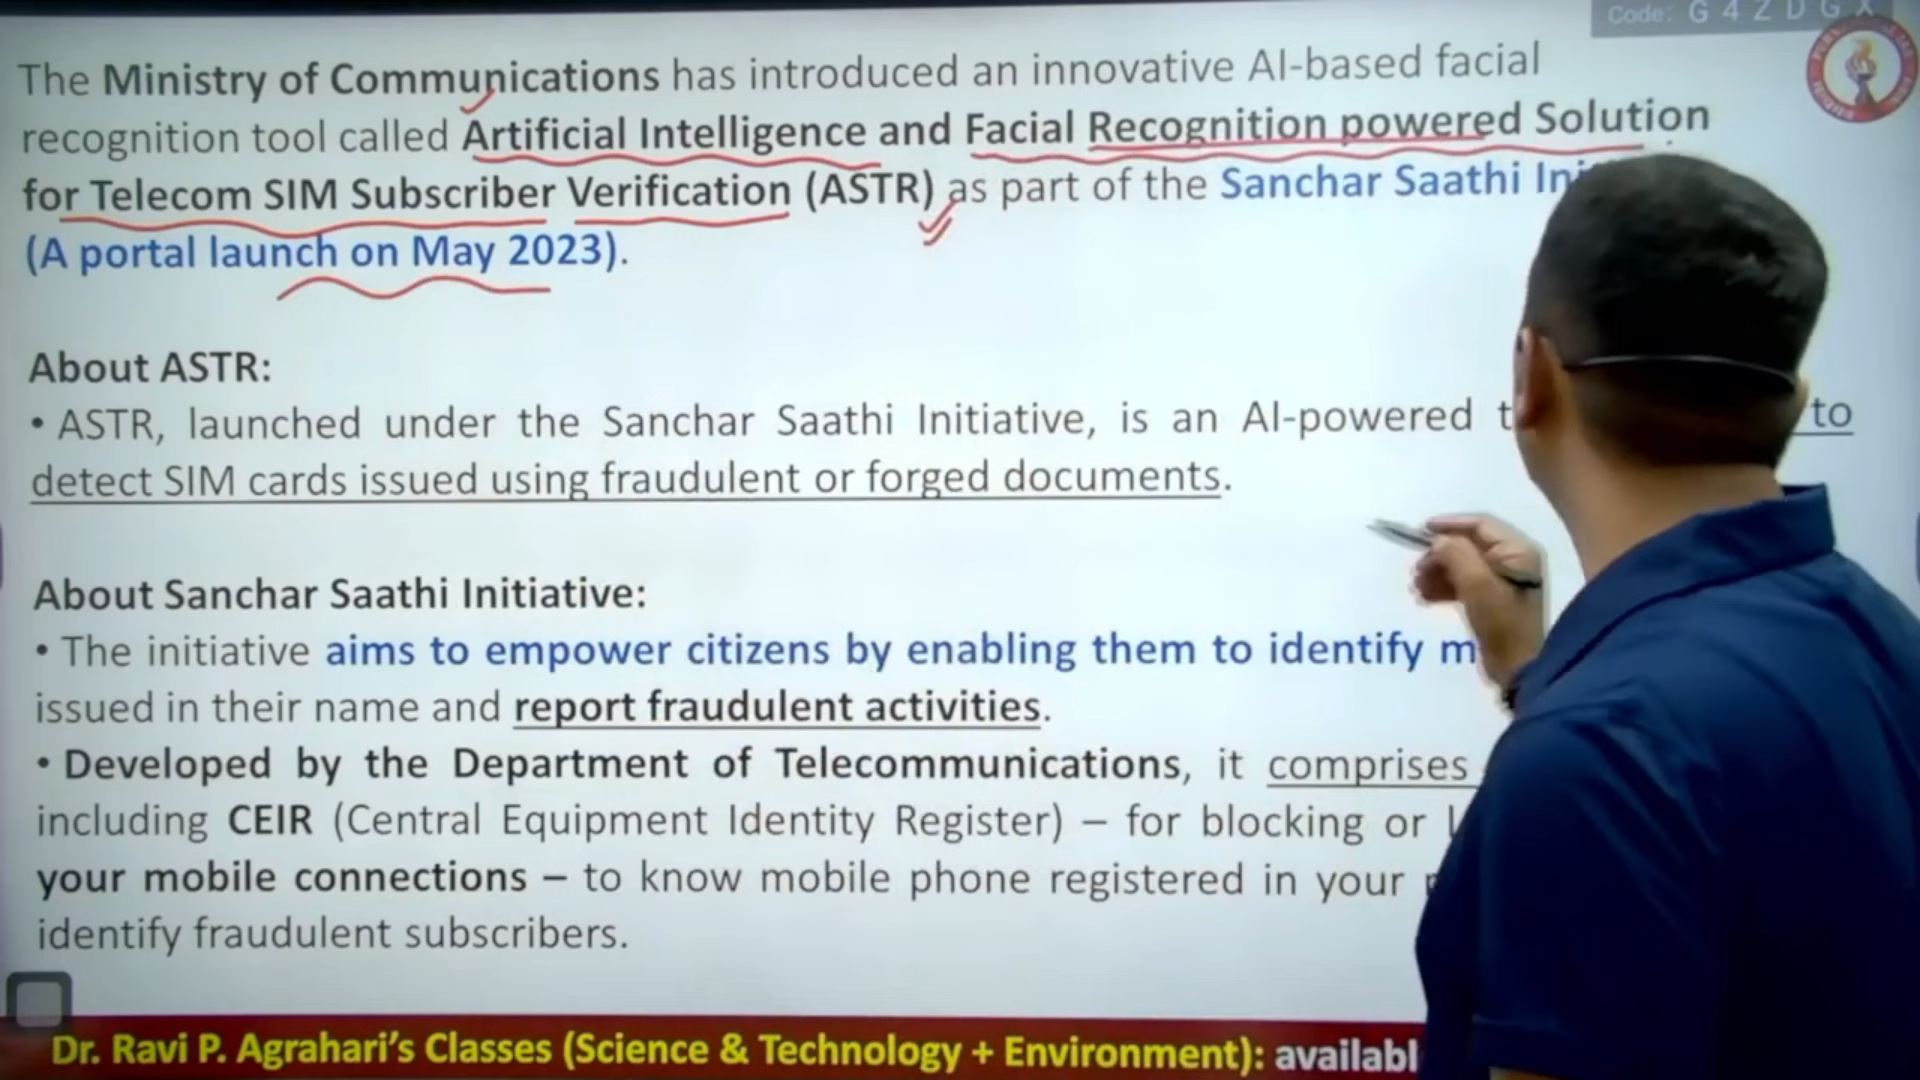 Code: G 4 Z D G X
The Ministry of Communications has introduced an innovative AI-based facial
recognition tool called Artificial Intelligence and Facial Recognition powered Solution
for Telecom SIM Subscriber Verification (ASTR) as part of the Sanchar Saathi
(A portal launch on May 2023).
About ASTR:
• ASTR, launched under the Sanchar Saathi Initiative, is an AI-powered to
detect SIM cards issued using fraudulent or forged documents.
About Sanchar Saathi Initiative:
• The initiative aims to empower citizens by enabling them to identify
issued in their name and report fraudulent activities.
• Developed by the Department of Telecommunications, it comprises
including CEIR (Central Equipment Identity Register) – for blocking or
your mobile connections – to know mobile phone registered in your
identify fraudulent subscribers.
Dr. Ravi P. Agrahari's Classes (Science & Technology + Environment):